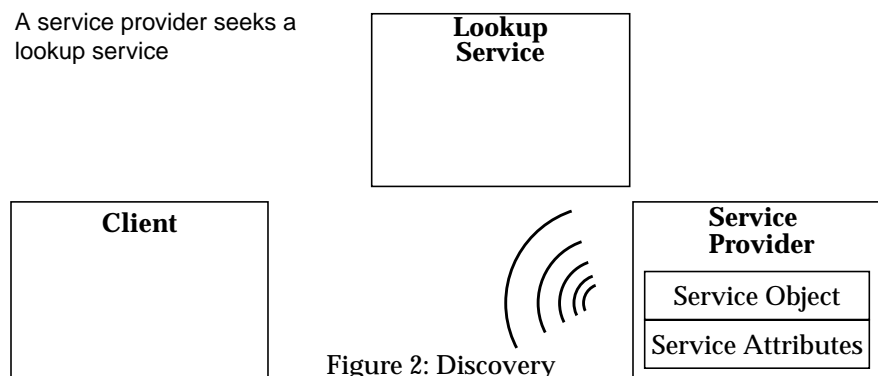 A service provider seeks a
lookup service
Lookup
Service
Client
Service
Provider
Service Object
Service Attributes
Figure 2: Discovery